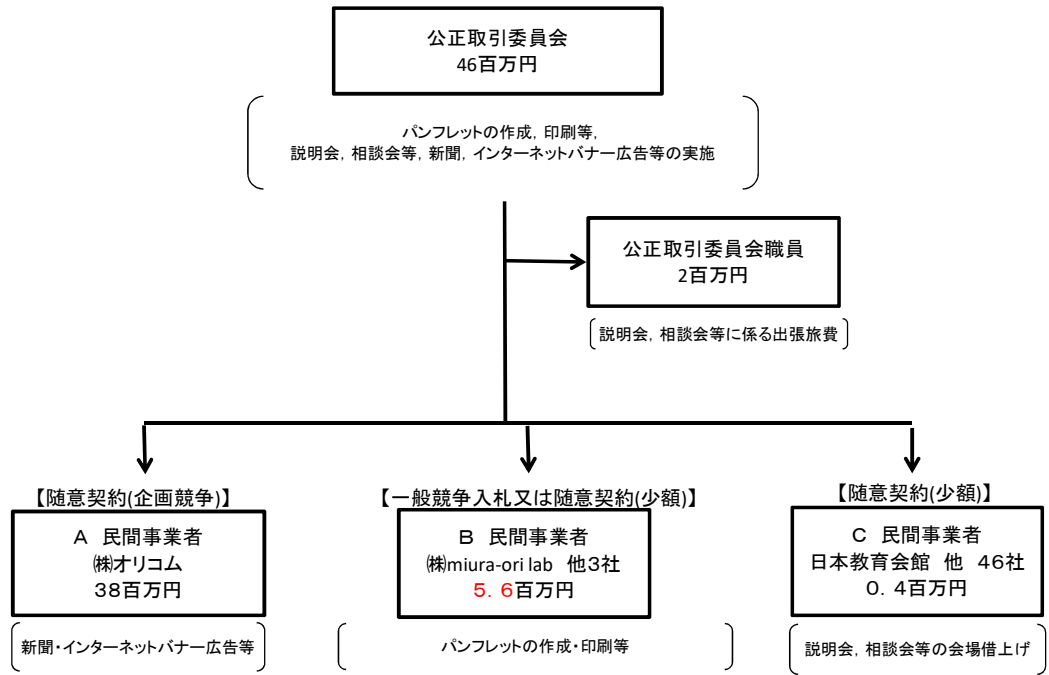 公正取引委員会
46百万円
パンフレットの作成，印刷等，
説明会，相談会等，新聞，インターネットバナー広告等の実施
公正取引委員会職員
2百万円
説明会，相談会等に係る出張旅費
【随意契約(企画競争)】
A　民間事業者
㈱オリコム
38百万円
新聞・インターネットバナー広告等
【一般競争入札又は随意契約(少額)】
B　民間事業者
㈱miura-ori lab　他3社
5．6百万円
パンフレットの作成・印刷等
【随意契約(少額)】
C　民間事業者
日本教育会館　他　46社
0．4百万円
説明会，相談会等の会場借上げ